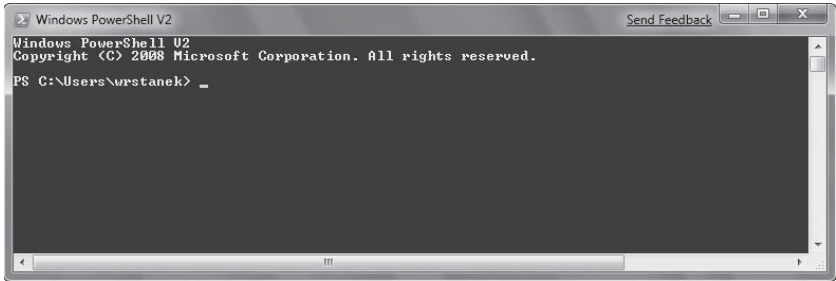 Windows PowerShell V2
Send Feedback
Windows PowerShell V2
Copyright (C) 2008 Microsoft Corporation. All rights reserved.
PS C:\Users\wrstanek> _